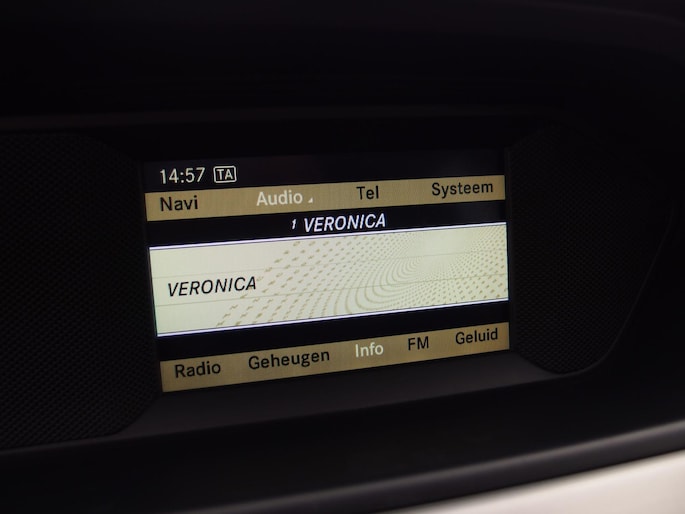 14:57 TA
Navi Audio Tel Systeem
1 VERONICA
VERONICA
Radio Geheugen Info FM Geluid